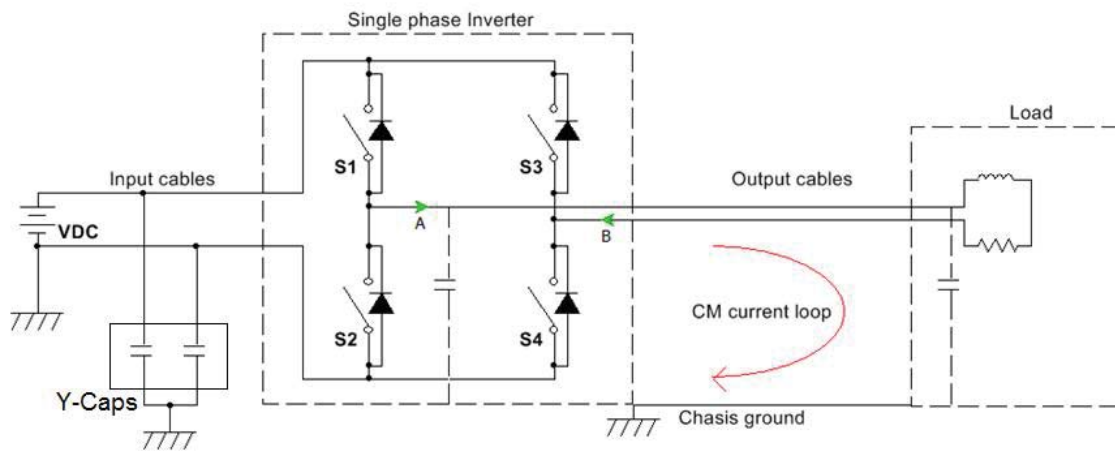 Single phase Inverter
Load
S1
S3
Input cables
Output cables
VDC
A
B
S2
S4
CM current loop
Y-Caps
Chasis ground